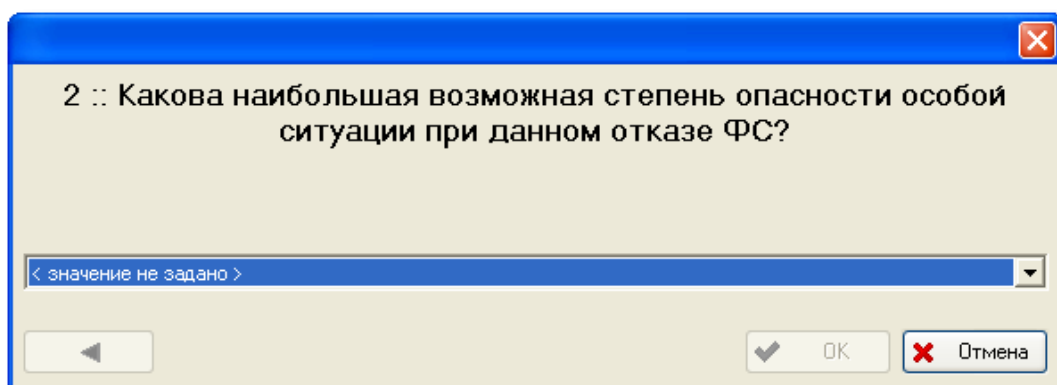 2 :: Какова наибольшая возможная степень опасности особой
ситуации при данном отказе ФС?
< значение не задано >
OK
Отмена